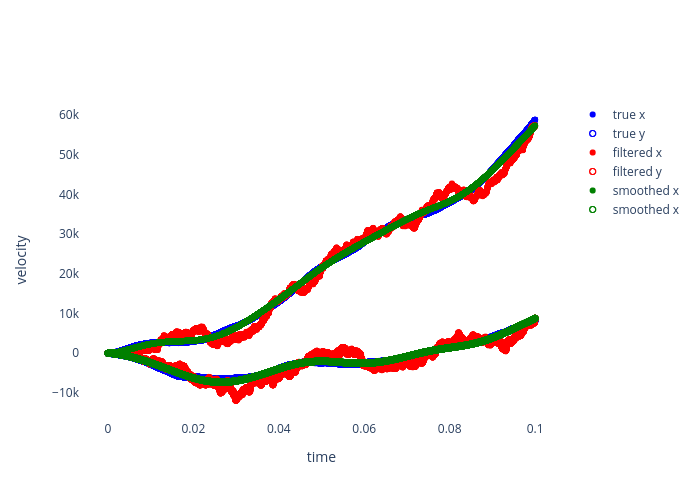 60k
50k
40k
30k
20k
10k
0
−10k
velocity
0
0.02
0.04
0.06
0.08
0.1
time
true x
true y
filtered x
filtered y
smoothed x
smoothed x